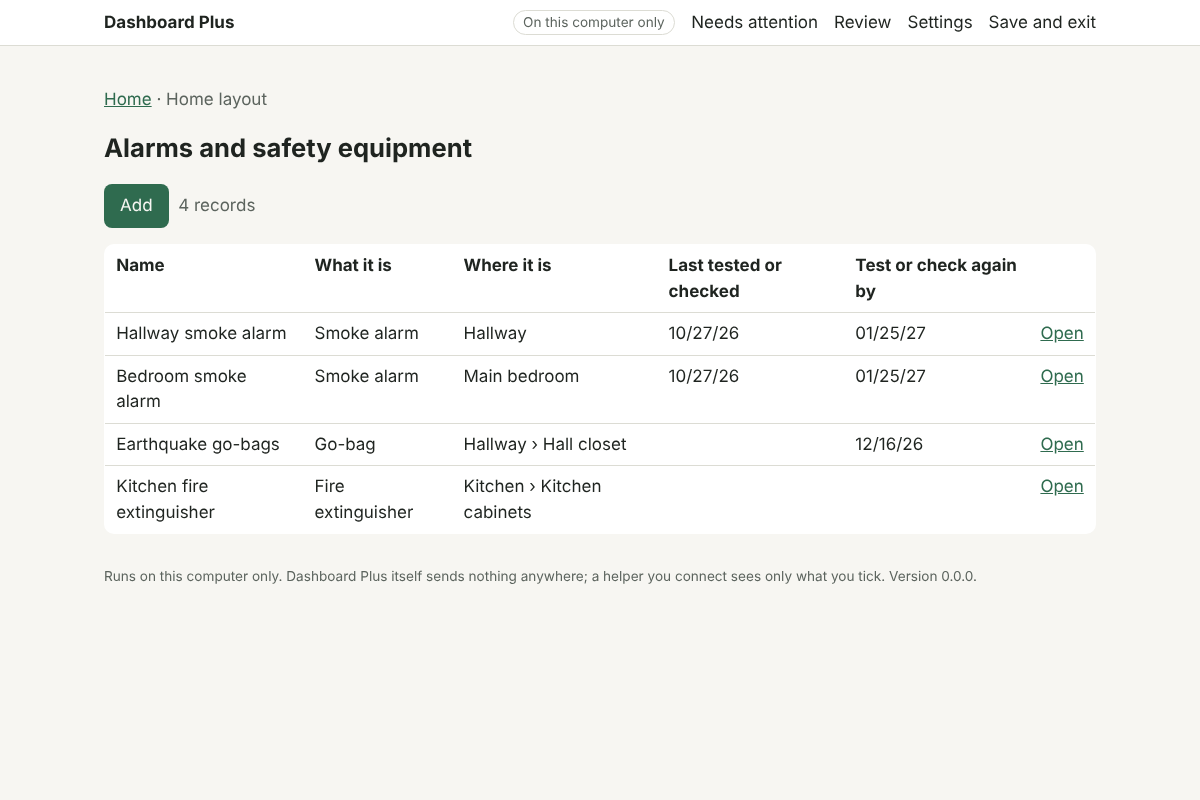 Dashboard Plus
On this computer only Needs attention Review Settings Save and exit
Home · Home layout
Alarms and safety equipment
Add 4 records
Name What it is Where it is Last tested or checked Test or check again by
Hallway smoke alarm Smoke alarm Hallway 10/27/26 01/25/27 Open
Bedroom smoke alarm Smoke alarm Main bedroom 10/27/26 01/25/27 Open
Earthquake go-bags Go-bag Hallway › Hall closet 12/16/26 Open
Kitchen fire extinguisher Fire extinguisher Kitchen › Kitchen cabinets Open
Runs on this computer only. Dashboard Plus itself sends nothing anywhere; a helper you connect sees only what you tick. Version 0.0.0.